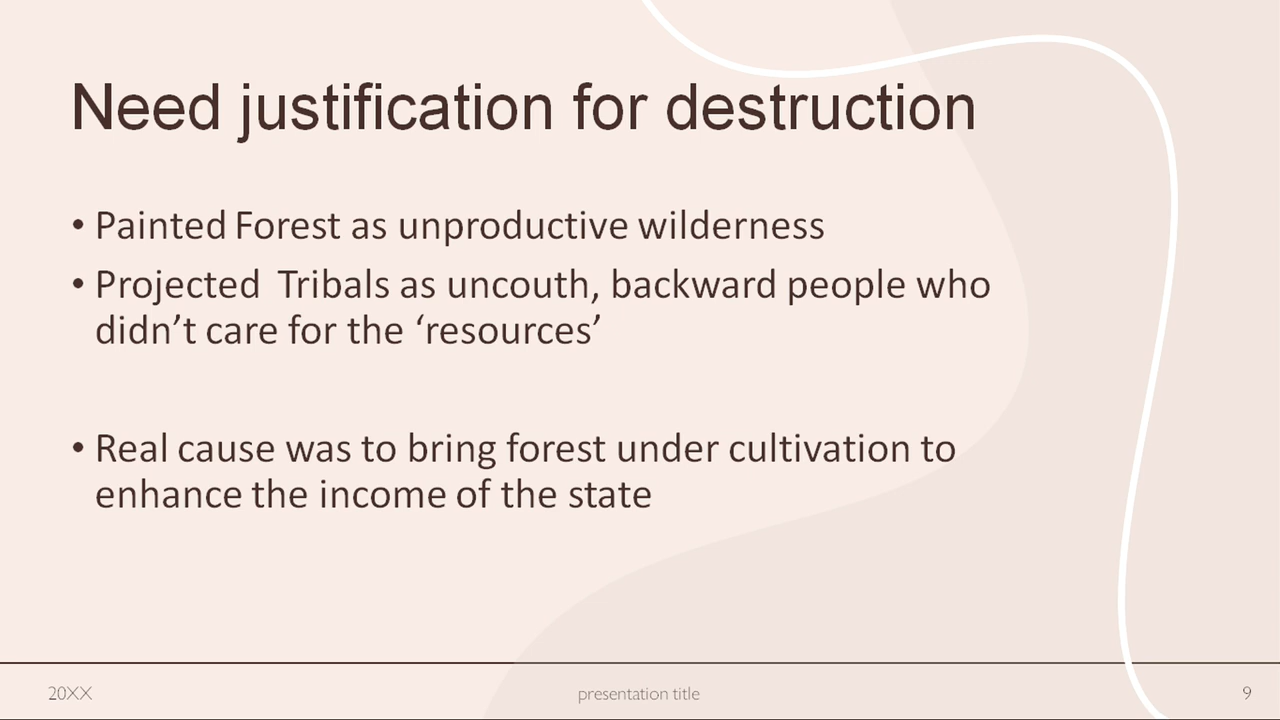 Need justification for destruction
• Painted Forest as unproductive wilderness
• Projected  Tribals as uncouth, backward people who
didn’t care for the ‘resources’
• Real cause was to bring forest under cultivation to
enhance the income of the state
20XX
presentation title
9